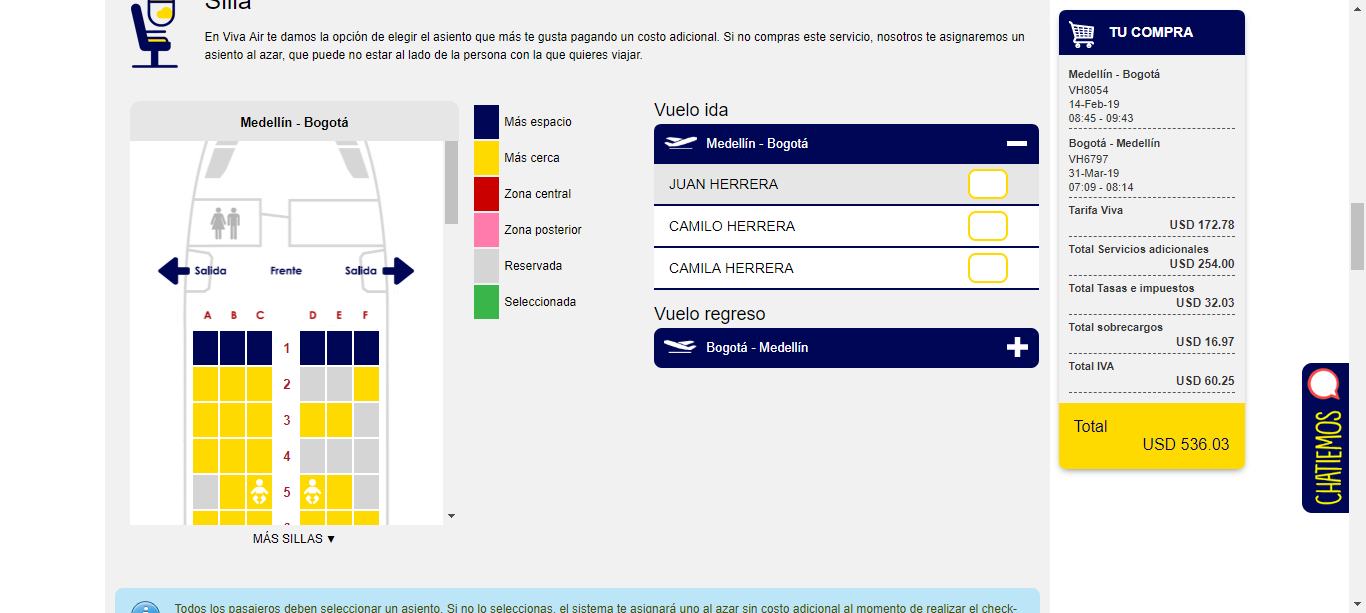 Silla
En Viva Air te damos la opción de elegir el asiento que más te gusta pagando un costo adicional. Si no compras este servicio, nosotros te asignaremos un
asiento al azar, que puede no estar al lado de la persona con la que quieres viajar.
Medellín - Bogotá
Salida Frente Salida
A B C D E F
1
2
3
4
5
MÁS SILLAS ▼
Más espacio
Más cerca
Zona central
Zona posterior
Reservada
Seleccionada
Vuelo ida
Medellín - Bogotá
JUAN HERRERA
CAMILO HERRERA
CAMILA HERRERA
Vuelo regreso
Bogotá - Medellín
Todos los pasajeros deben seleccionar un asiento. Si no lo seleccionas, el sistema te asignará uno al azar sin costo adicional al momento de realizar el check-
TU COMPRA
Medellín - Bogotá
VH8054
14-Feb-19
08:45 - 09:43
Bogotá - Medellín
VH6797
31-Mar-19
07:09 - 08:14
Tarifa Viva
USD 172.78
Total Servicios adicionales
USD 254.00
Total Tasas e impuestos
USD 32.03
Total sobrecargos
USD 16.97
Total IVA
USD 60.25
Total
USD 536.03
CHATIEMOS